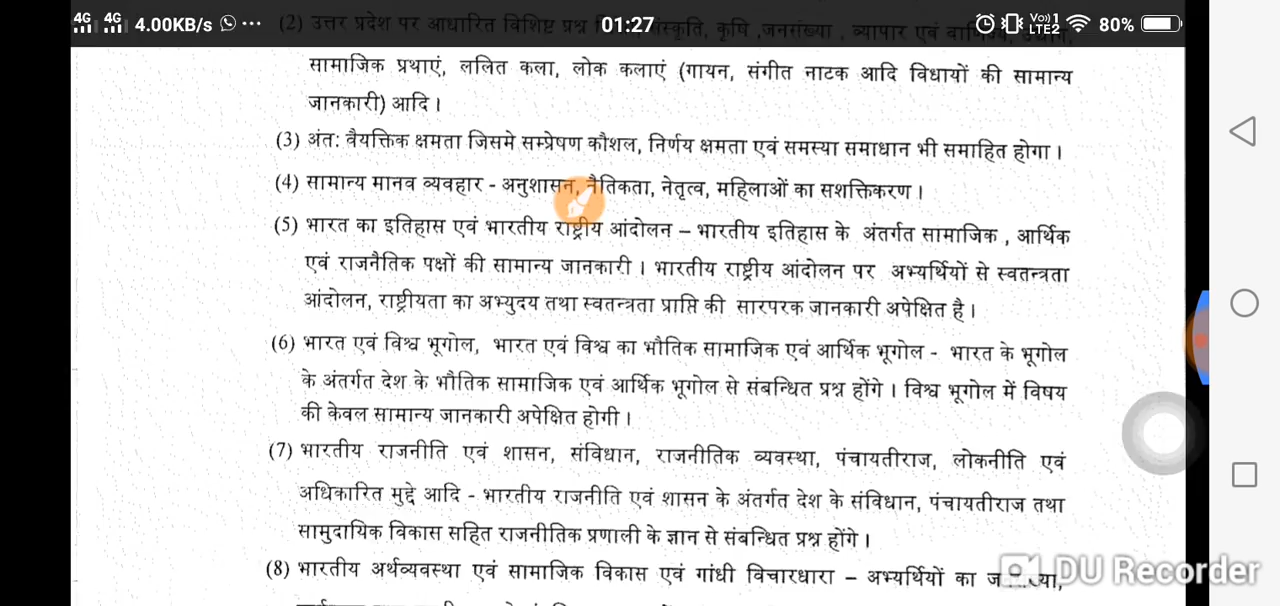 4G 4G 4.00KB/s ... 01:27 Vo)) 1 LTE2 80%
(2) उत्तर प्रदेश पर आधारित विशिष्ट प्रश्न संस्कृति, कृषि ,जनसंख्या , व्यापार एवं
सामाजिक प्रथाएं, ललित कला, लोक कलाएं (गायन, संगीत नाटक आदि विधायों की सामान्य
जानकारी) आदि ।
(3) अंत: वैयक्तिक क्षमता जिसमे सम्प्रेषण कौशल, निर्णय क्षमता एवं समस्या समाधान भी समाहित होगा ।
(4) सामान्य मानव व्यवहार - अनुशासन, नैतिकता, नेतृत्व, महिलाओं का सशक्तिकरण ।
(5) भारत का इतिहास एवं भारतीय राष्ट्रीय आंदोलन – भारतीय इतिहास के अंतर्गत सामाजिक , आर्थिक
एवं राजनैतिक पक्षों की सामान्य जानकारी । भारतीय राष्ट्रीय आंदोलन पर अभ्यर्थियों से स्वतन्त्रता
आंदोलन, राष्ट्रीयता का अभ्युदय तथा स्वतन्त्रता प्राप्ति की सारपरक जानकारी अपेक्षित है ।
(6) भारत एवं विश्व भूगोल, भारत एवं विश्व का भौतिक सामाजिक एवं आर्थिक भूगोल - भारत के भूगोल
के अंतर्गत देश के भौतिक सामाजिक एवं आर्थिक भूगोल से संबन्धित प्रश्न होंगे । विश्व भूगोल में विषय
की केवल सामान्य जानकारी अपेक्षित होगी ।
(7) भारतीय राजनीति एवं शासन, संविधान, राजनीतिक व्यवस्था, पंचायतीराज, लोकनीति एवं
अधिकारित मुद्दे आदि - भारतीय राजनीति एवं शासन के अंतर्गत देश के संविधान, पंचायतीराज तथा
सामुदायिक विकास सहित राजनीतिक प्रणाली के ज्ञान से संबन्धित प्रश्न होंगे ।
(8) भारतीय अर्थव्यवस्था एवं सामाजिक विकास एवं गांधी विचारधारा – अभ्यर्थियों का
DU Recorder